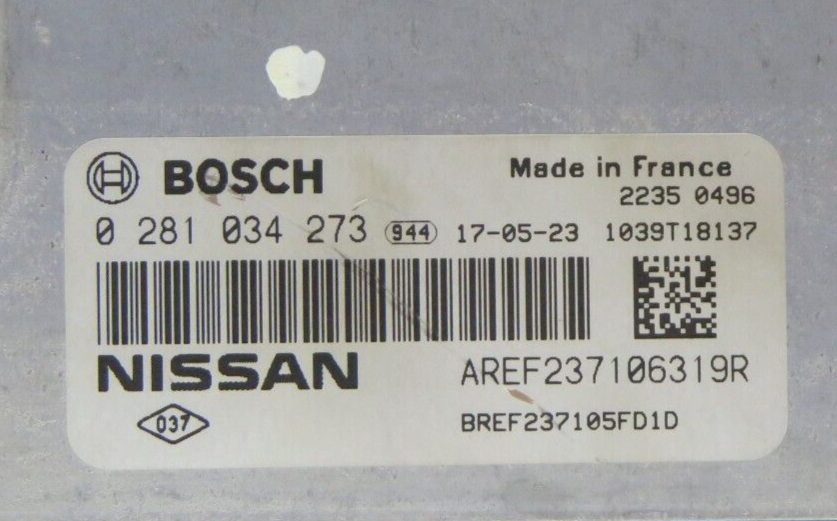 BOSCH
Made in France
2235 0496
0 281 034 273 944 17-05-23 1039T18137
NISSAN
AREF237106319R
037
BREF237105FD1D